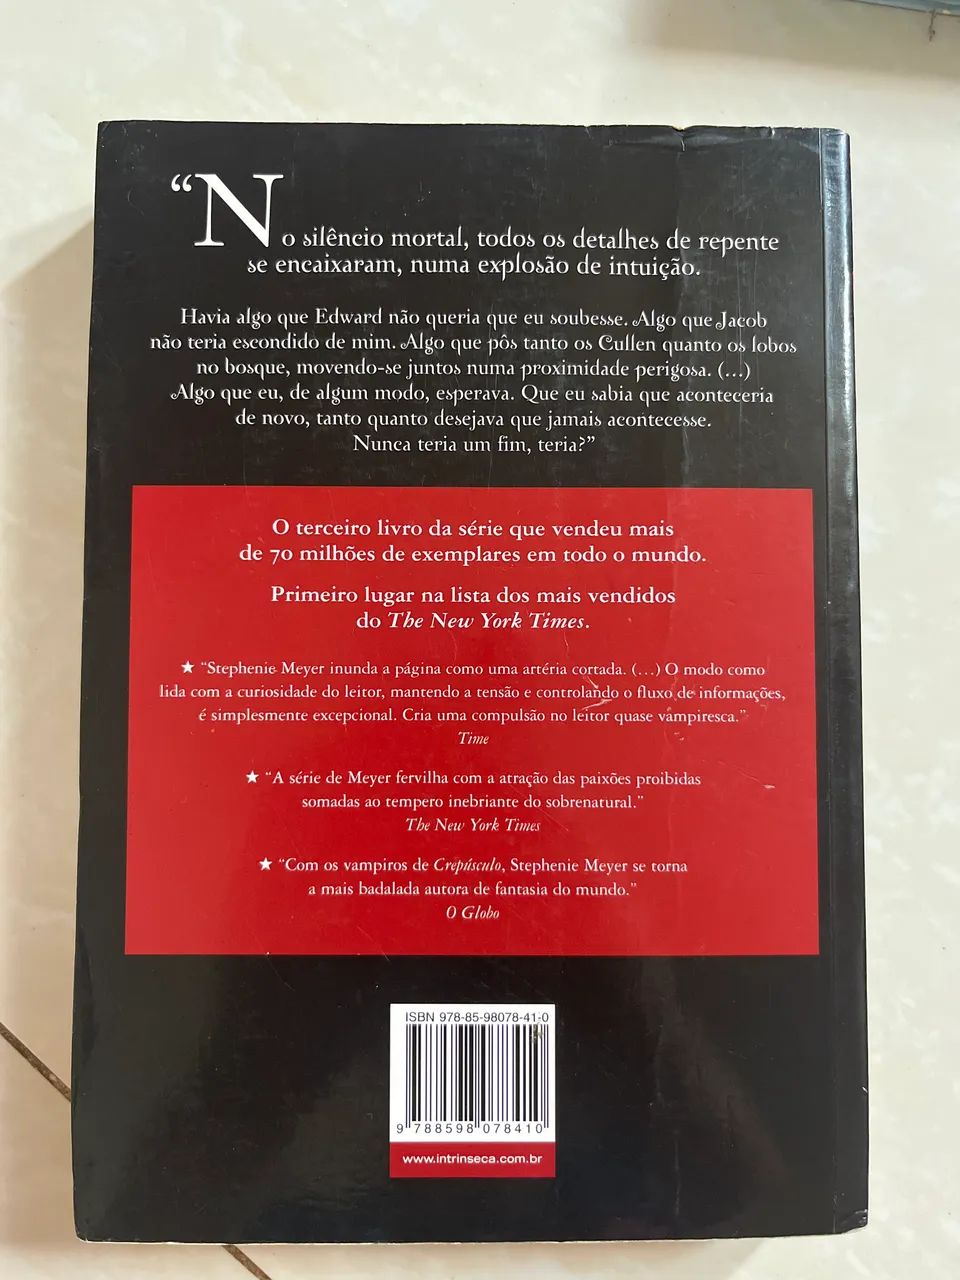 “No silêncio mortal, todos os detalhes de repente
se encaixaram, numa explosão de intuição.
Havia algo que Edward não queria que eu soubesse. Algo que Jacob
não teria escondido de mim. Algo que pôs tanto os Cullen quanto os lobos
no bosque, movendo-se juntos numa proximidade perigosa. (...)
Algo que eu, de algum modo, esperava. Que eu sabia que aconteceria
de novo, tanto quanto desejava que jamais acontecesse.
Nunca teria um fim, teria?”
O terceiro livro da série que vendeu mais
de 70 milhões de exemplares em todo o mundo.
Primeiro lugar na lista dos mais vendidos
do The New York Times.
★ “Stephenie Meyer inunda a página como uma artéria cortada. (...) O modo como
lida com a curiosidade do leitor, mantendo a tensão e controlando o fluxo de informações,
é simplesmente excepcional. Cria uma compulsão no leitor quase vampiresca.”
Time
★ “A série de Meyer fervilha com a atração das paixões proibidas
somadas ao tempero inebriante do sobrenatural.”
The New York Times
★ “Com os vampiros de Crepúsculo, Stephenie Meyer se torna
a mais badalada autora de fantasia do mundo.”
O Globo
ISBN 978-85-98078-41-0
9 788598 078410
www.intrinseca.com.br